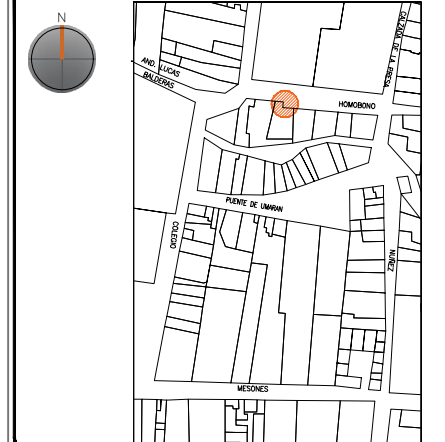 N
CALZADA DE LA PRESA
AND. LUCAS
BALDERAS
HOMOBONO
PUENTE DE UMARAN
COLEGIO
NUÑEZ
MESONES